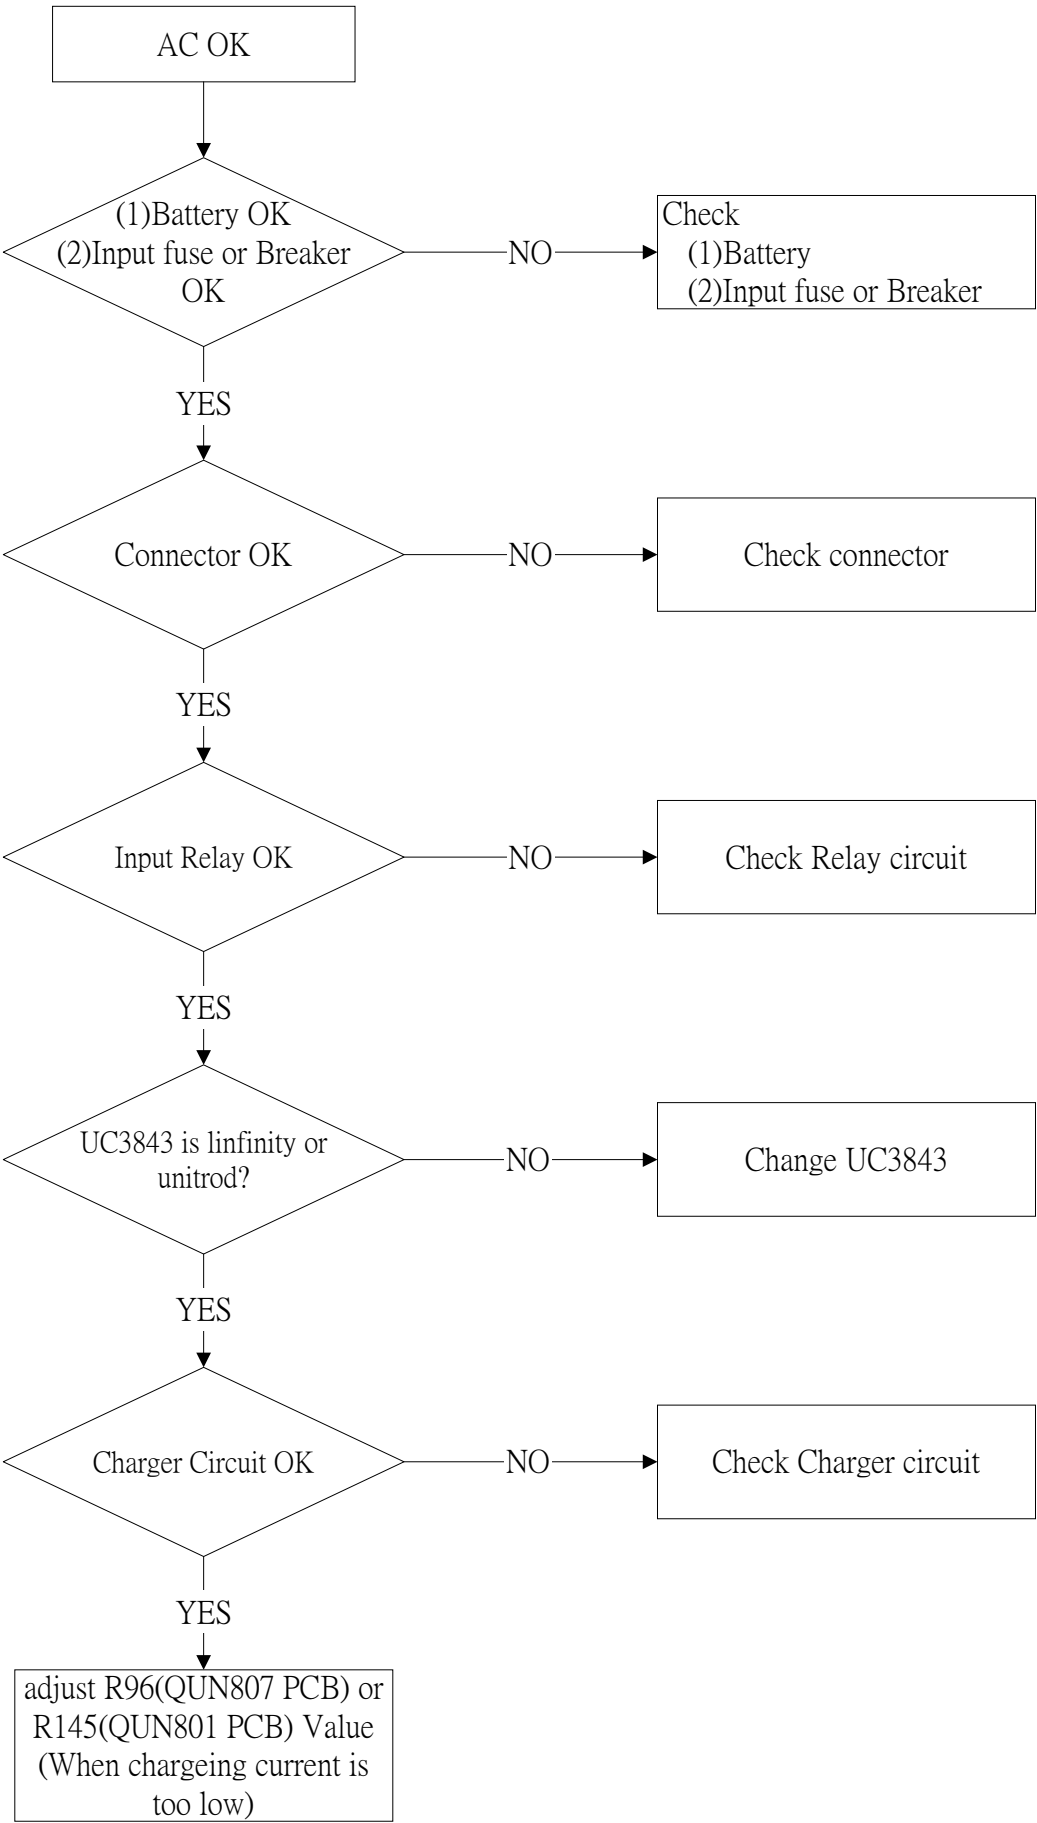 AC OK
(1)Battery OK
(2)Input fuse or Breaker
OK
NO
Check
(1)Battery
(2)Input fuse or Breaker
YES
Connector OK
NO
Check connector
YES
Input Relay OK
NO
Check Relay circuit
YES
UC3843 is linfinity or
unitrod?
NO
Change UC3843
YES
Charger Circuit OK
NO
Check Charger circuit
YES
adjust R96(QUN807 PCB) or
R145(QUN801 PCB) Value
(When chargeing current is
too low)